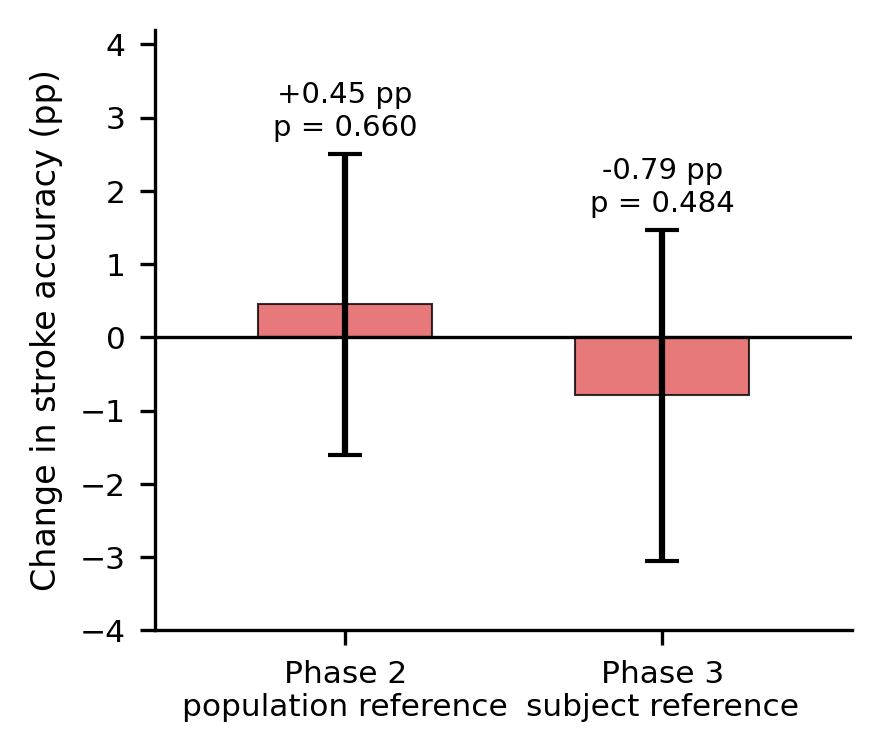 Change in stroke accuracy (pp)
4
3
2
1
0
−1
−2
−3
−4
+0.45 pp
p = 0.660
-0.79 pp
p = 0.484
Phase 2
population reference
Phase 3
subject reference